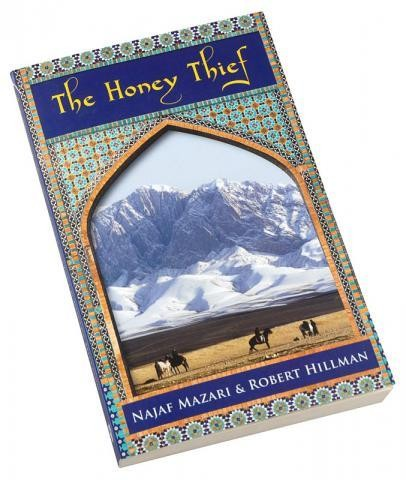 The Honey Thief
NAJAF MAZARI & ROBERT HILLMAN